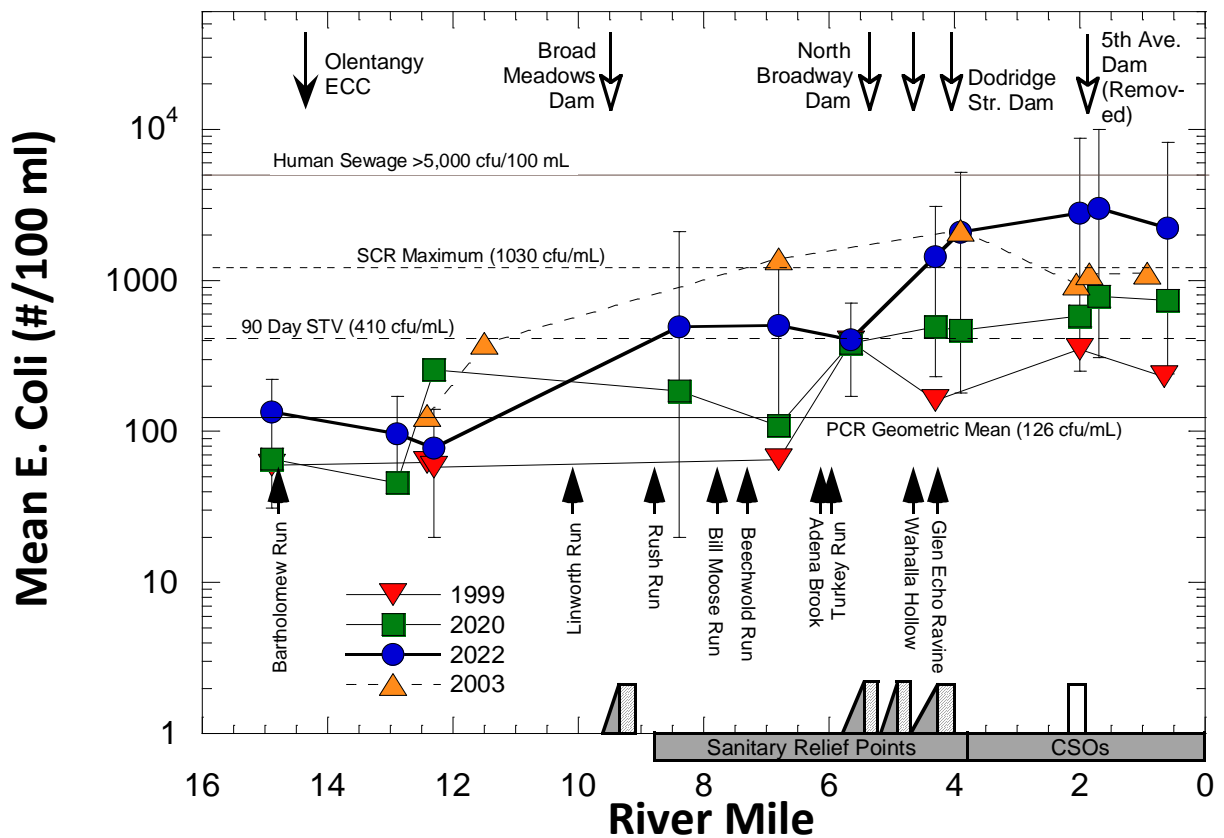 Mean E. Coli (#/100 ml)
10^4
1000
100
10
1
Olentangy
ECC
Broad
Meadows
Dam
North
Broadway
Dam
Dodridge
Str. Dam
5th Ave.
Dam
(Remov-
ed)
Human Sewage >5,000 cfu/100 mL
SCR Maximum (1030 cfu/mL)
90 Day STV (410 cfu/mL)
PCR Geometric Mean (126 cfu/mL)
Bartholomew Run
Linworth Run
Rush Run
Bill Moose Run
Beechwold Run
Adena Brook
Turkey Run
Wahalla Hollow
Glen Echo Ravine
1999
2020
2022
2003
Sanitary Relief Points
CSOs
16 14 12 10 8 6 4 2 0
River Mile